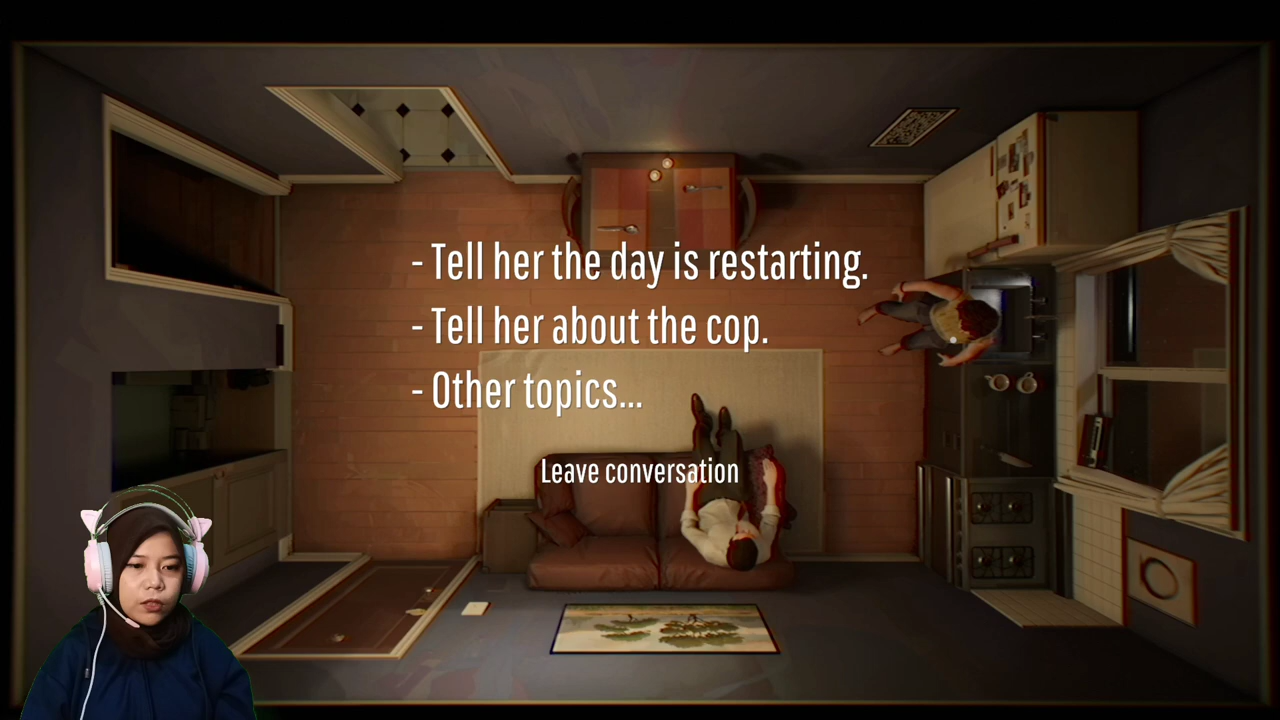 - Tell her the day is restarting.
- Tell her about the cop.
- Other topics...
Leave conversation